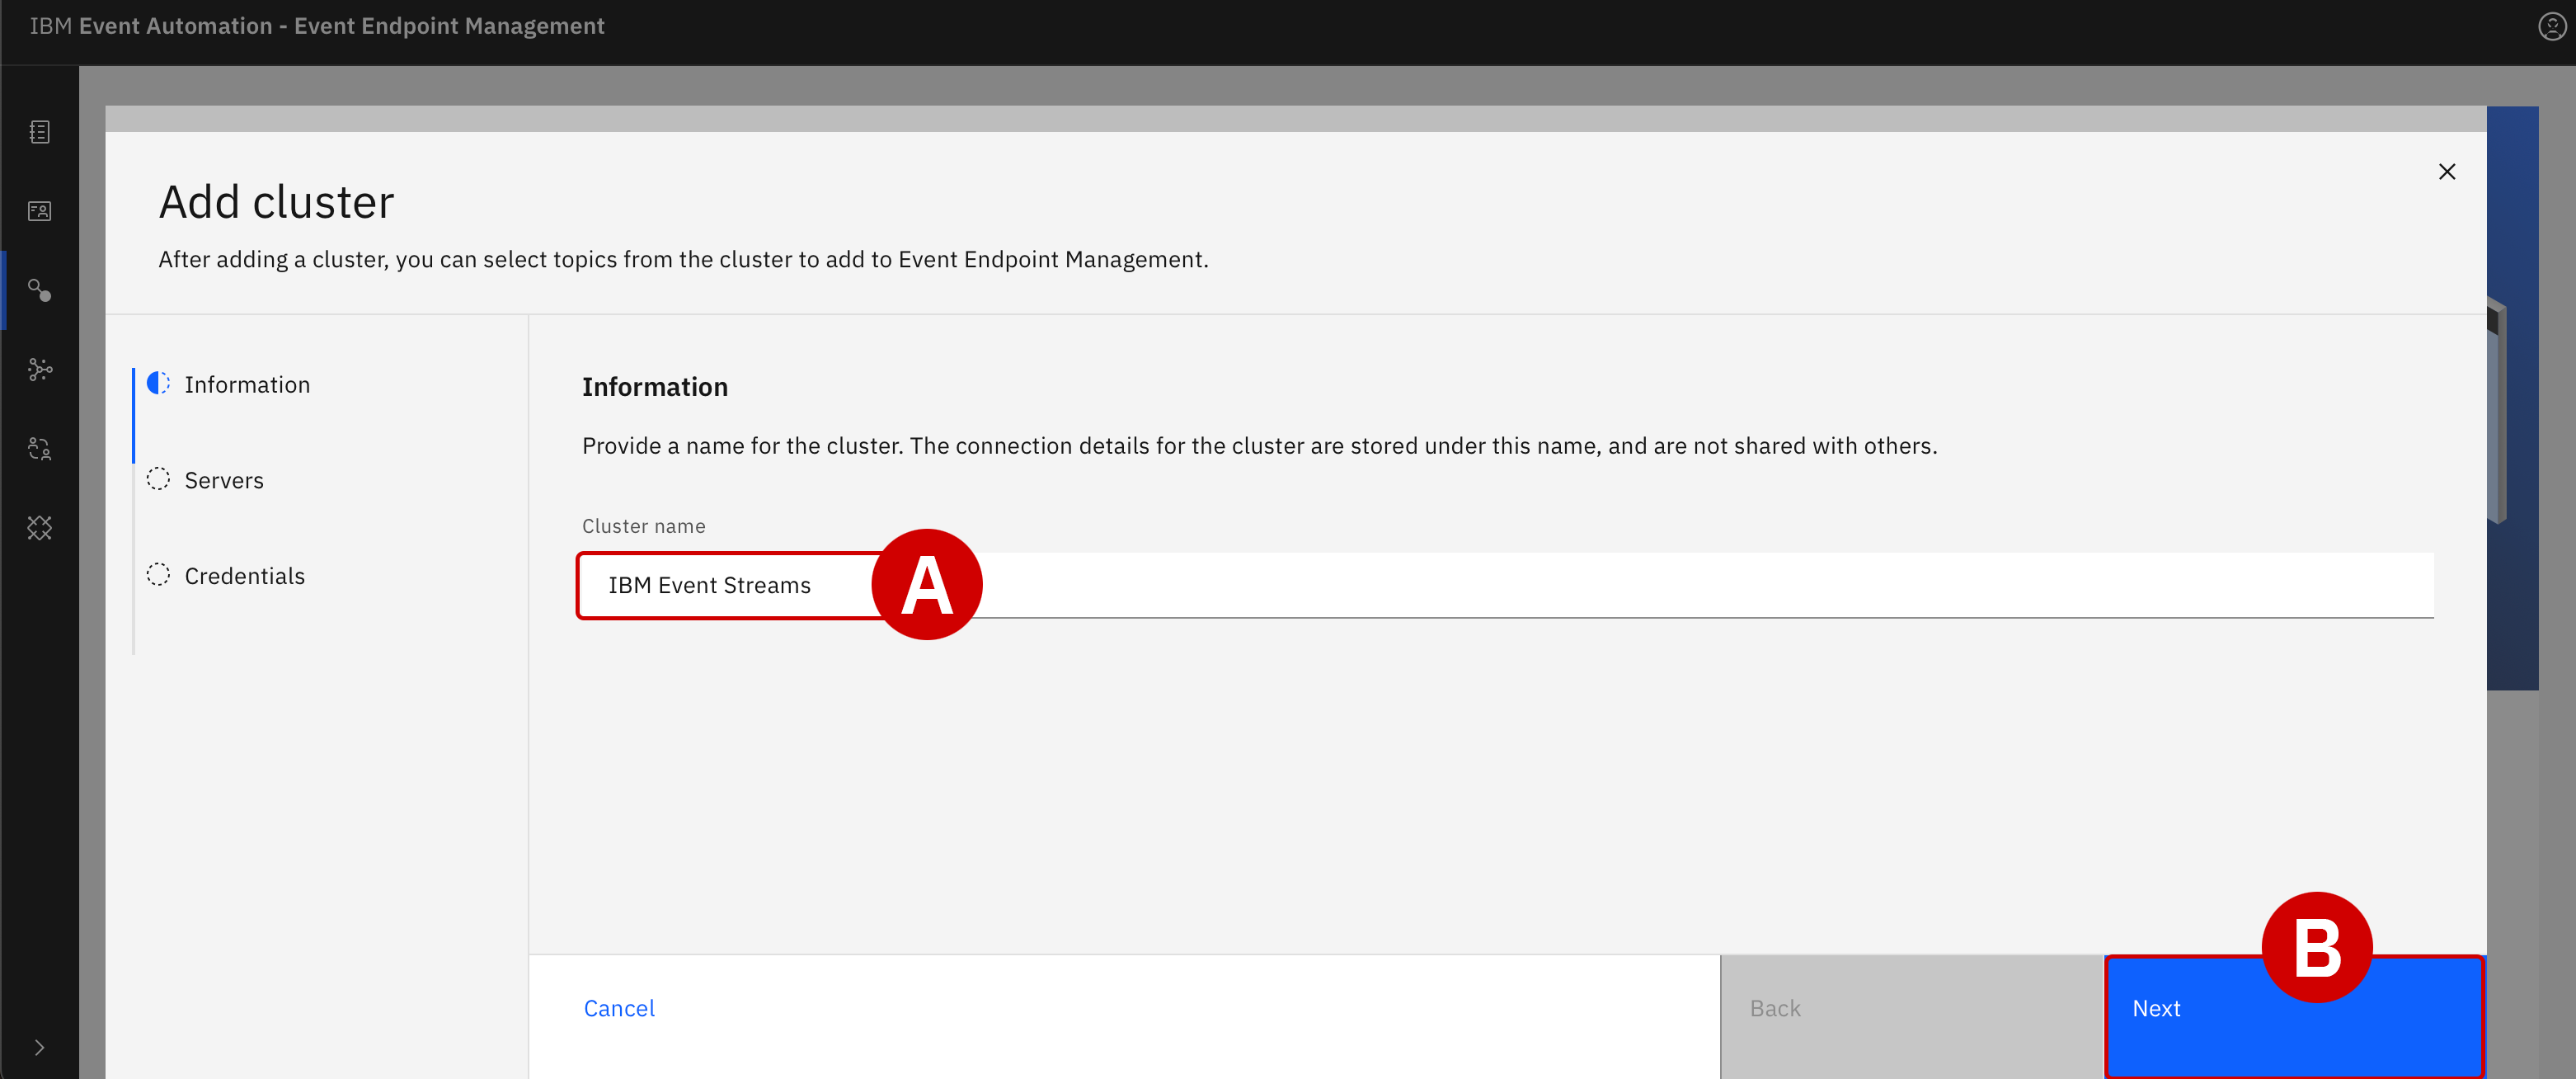 IBM Event Automation - Event Endpoint Management
Add cluster
After adding a cluster, you can select topics from the cluster to add to Event Endpoint Management.
Information
Servers
Credentials
Information
Provide a name for the cluster. The connection details for the cluster are stored under this name, and are not shared with others.
Cluster name
IBM Event Streams
A
B
Cancel
Back
Next